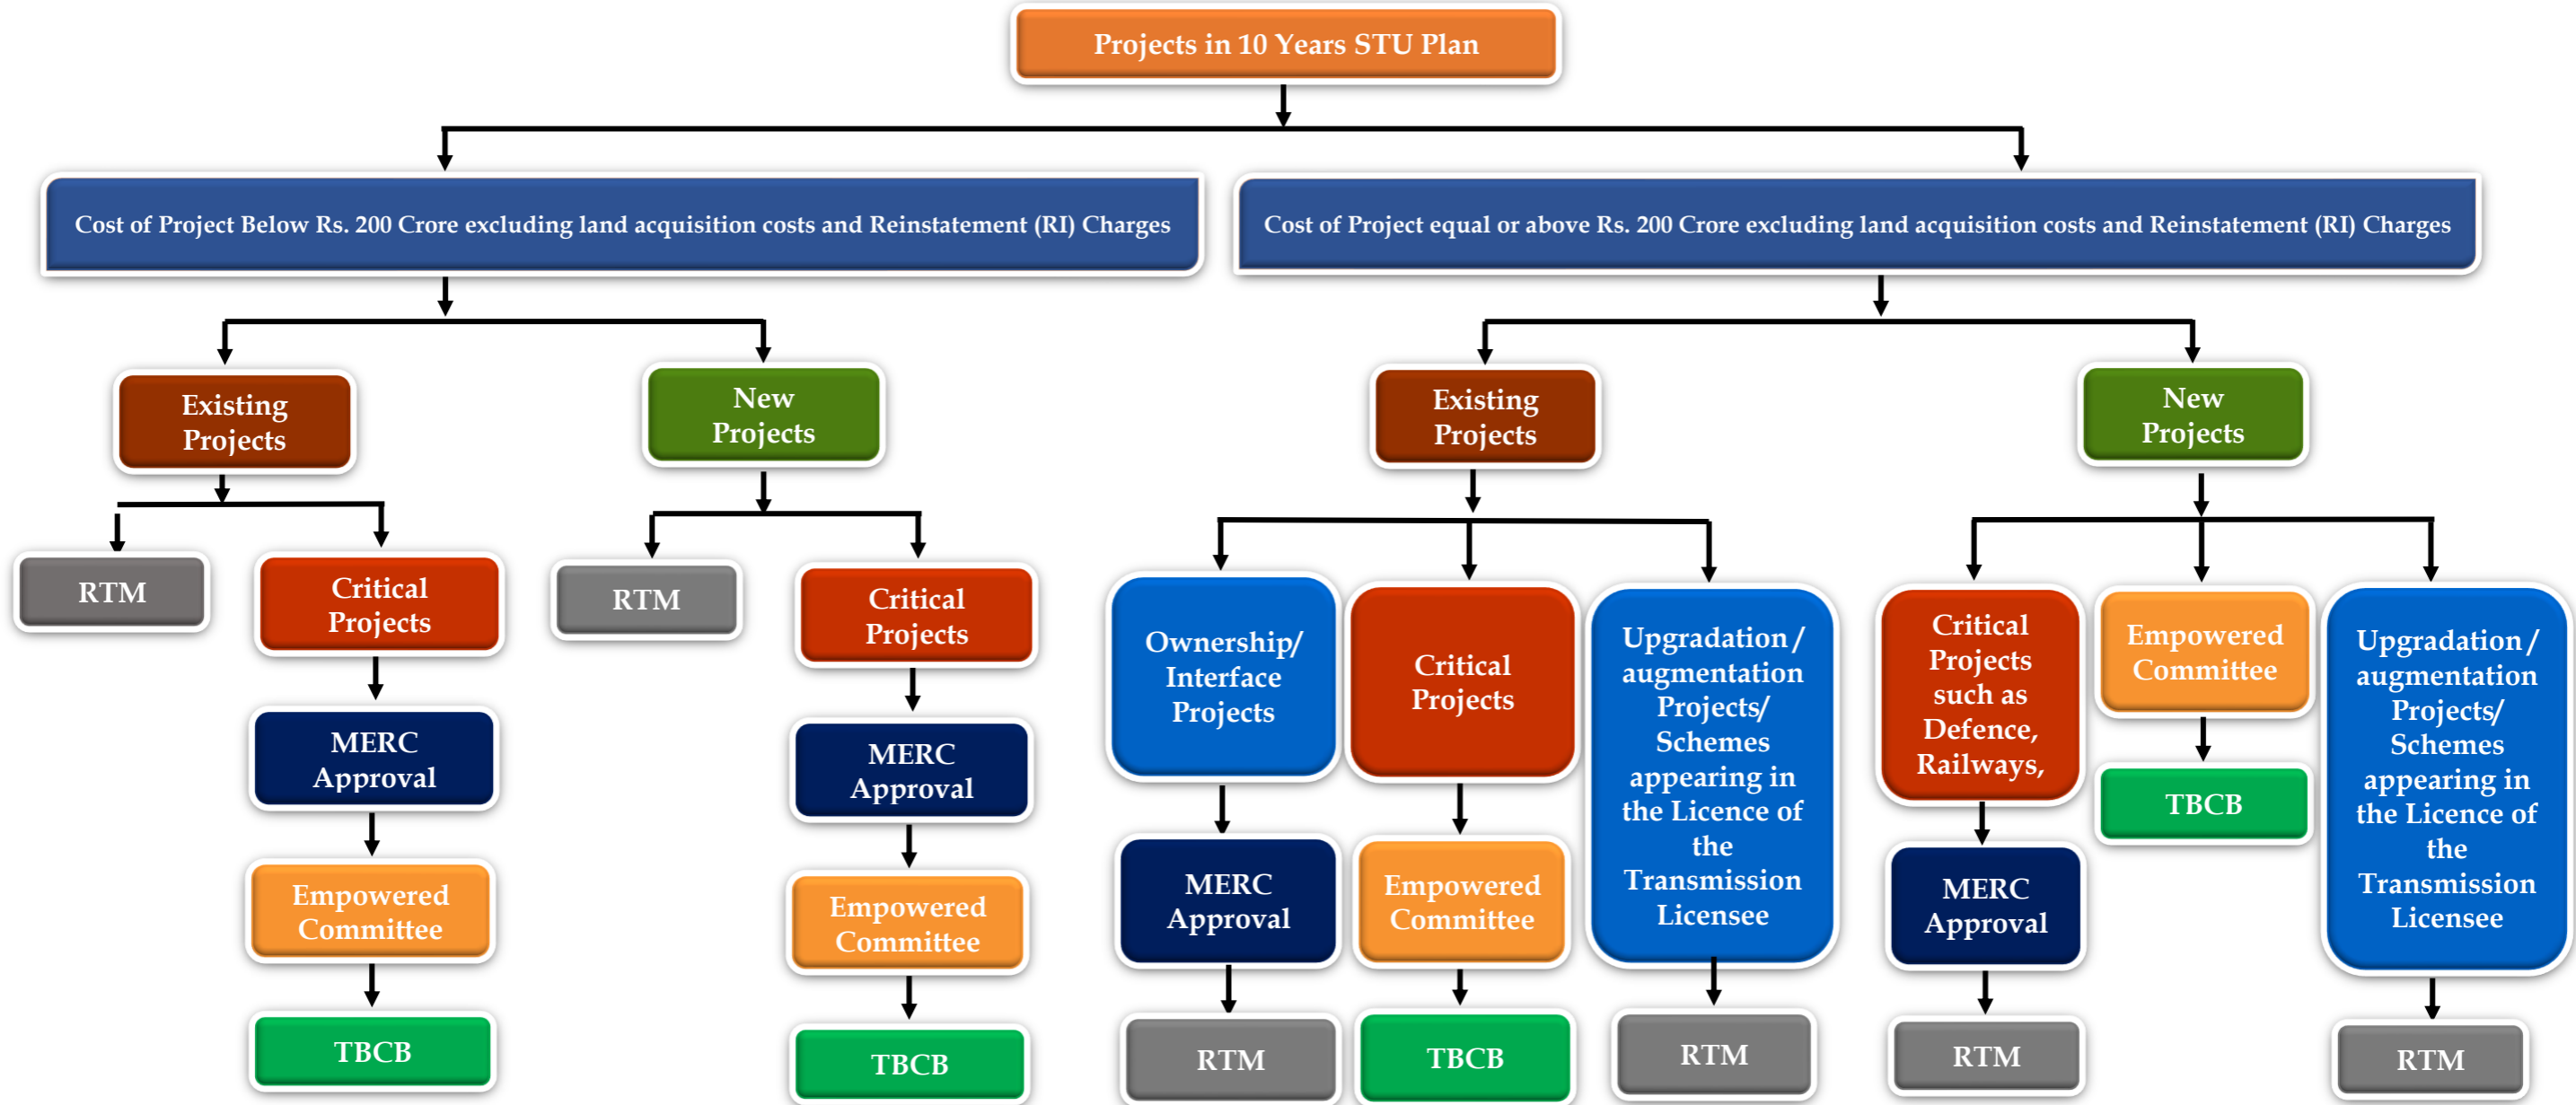 Projects in 10 Years STU Plan
Cost of Project Below Rs. 200 Crore excluding land acquisition costs and Reinstatement (RI) Charges
Cost of Project equal or above Rs. 200 Crore excluding land acquisition costs and Reinstatement (RI) Charges
Existing
Projects
New
Projects
Existing
Projects
New
Projects
RTM
Critical
Projects
MERC
Approval
Empowered
Committee
TBCB
RTM
Critical
Projects
MERC
Approval
Empowered
Committee
TBCB
Ownership/
Interface
Projects
MERC
Approval
RTM
Critical
Projects
Empowered
Committee
TBCB
Upgradation /
augmentation
Projects/
Schemes
appearing in
the Licence of
the
Transmission
Licensee
RTM
Critical
Projects
such as
Defence,
Railways,
MERC
Approval
RTM
Empowered
Committee
TBCB
Upgradation /
augmentation
Projects/
Schemes
appearing in
the Licence of
the
Transmission
Licensee
RTM